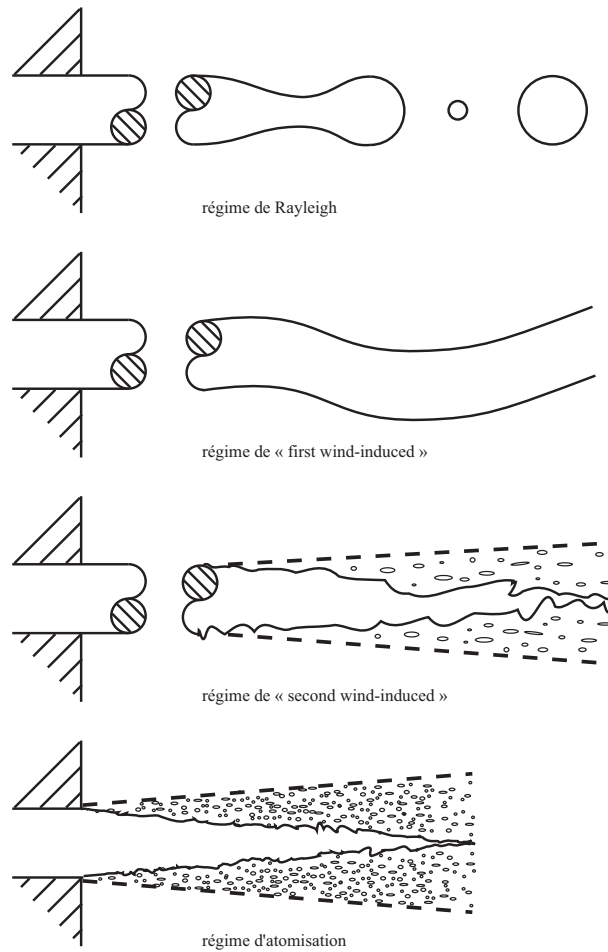 régime de Rayleigh
régime de « first wind-induced »
régime de « second wind-induced »
régime d'atomisation